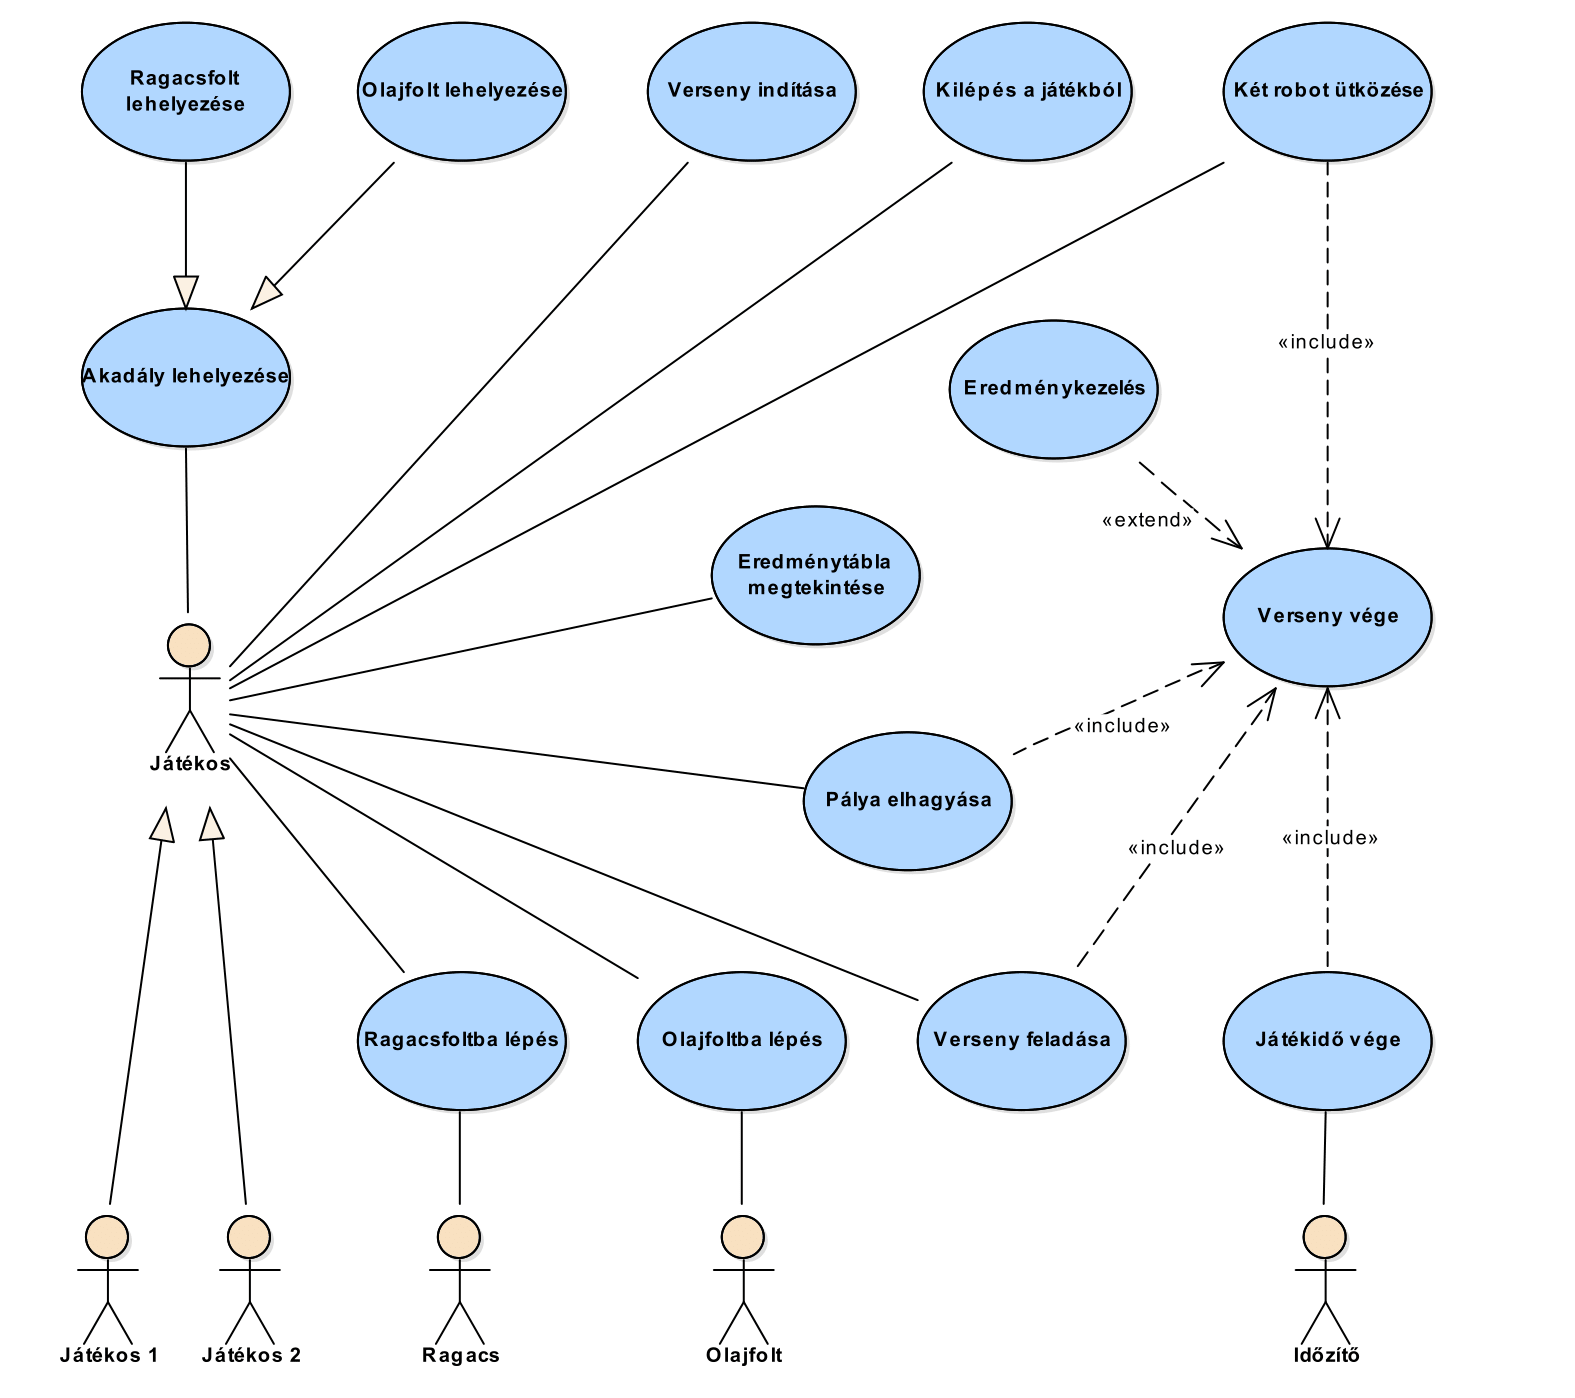 Ragacsfolt
lehelyezése
Olajfolt lehelyezése
Verseny indítása
Kilépés a játékból
Két robot ütközése
«include»
Akadály lehelyezése
Eredménykezelés
«extend»
Eredménytábla
megtekintése
Verseny vége
«include»
Játékos
Pálya elhagyása
«include»
«include»
Ragacsfoltba lépés
Olajfoltba lépés
Verseny feladása
Játékidő vége
Játékos 1
Játékos 2
Ragacs
Olajfolt
Időzítő